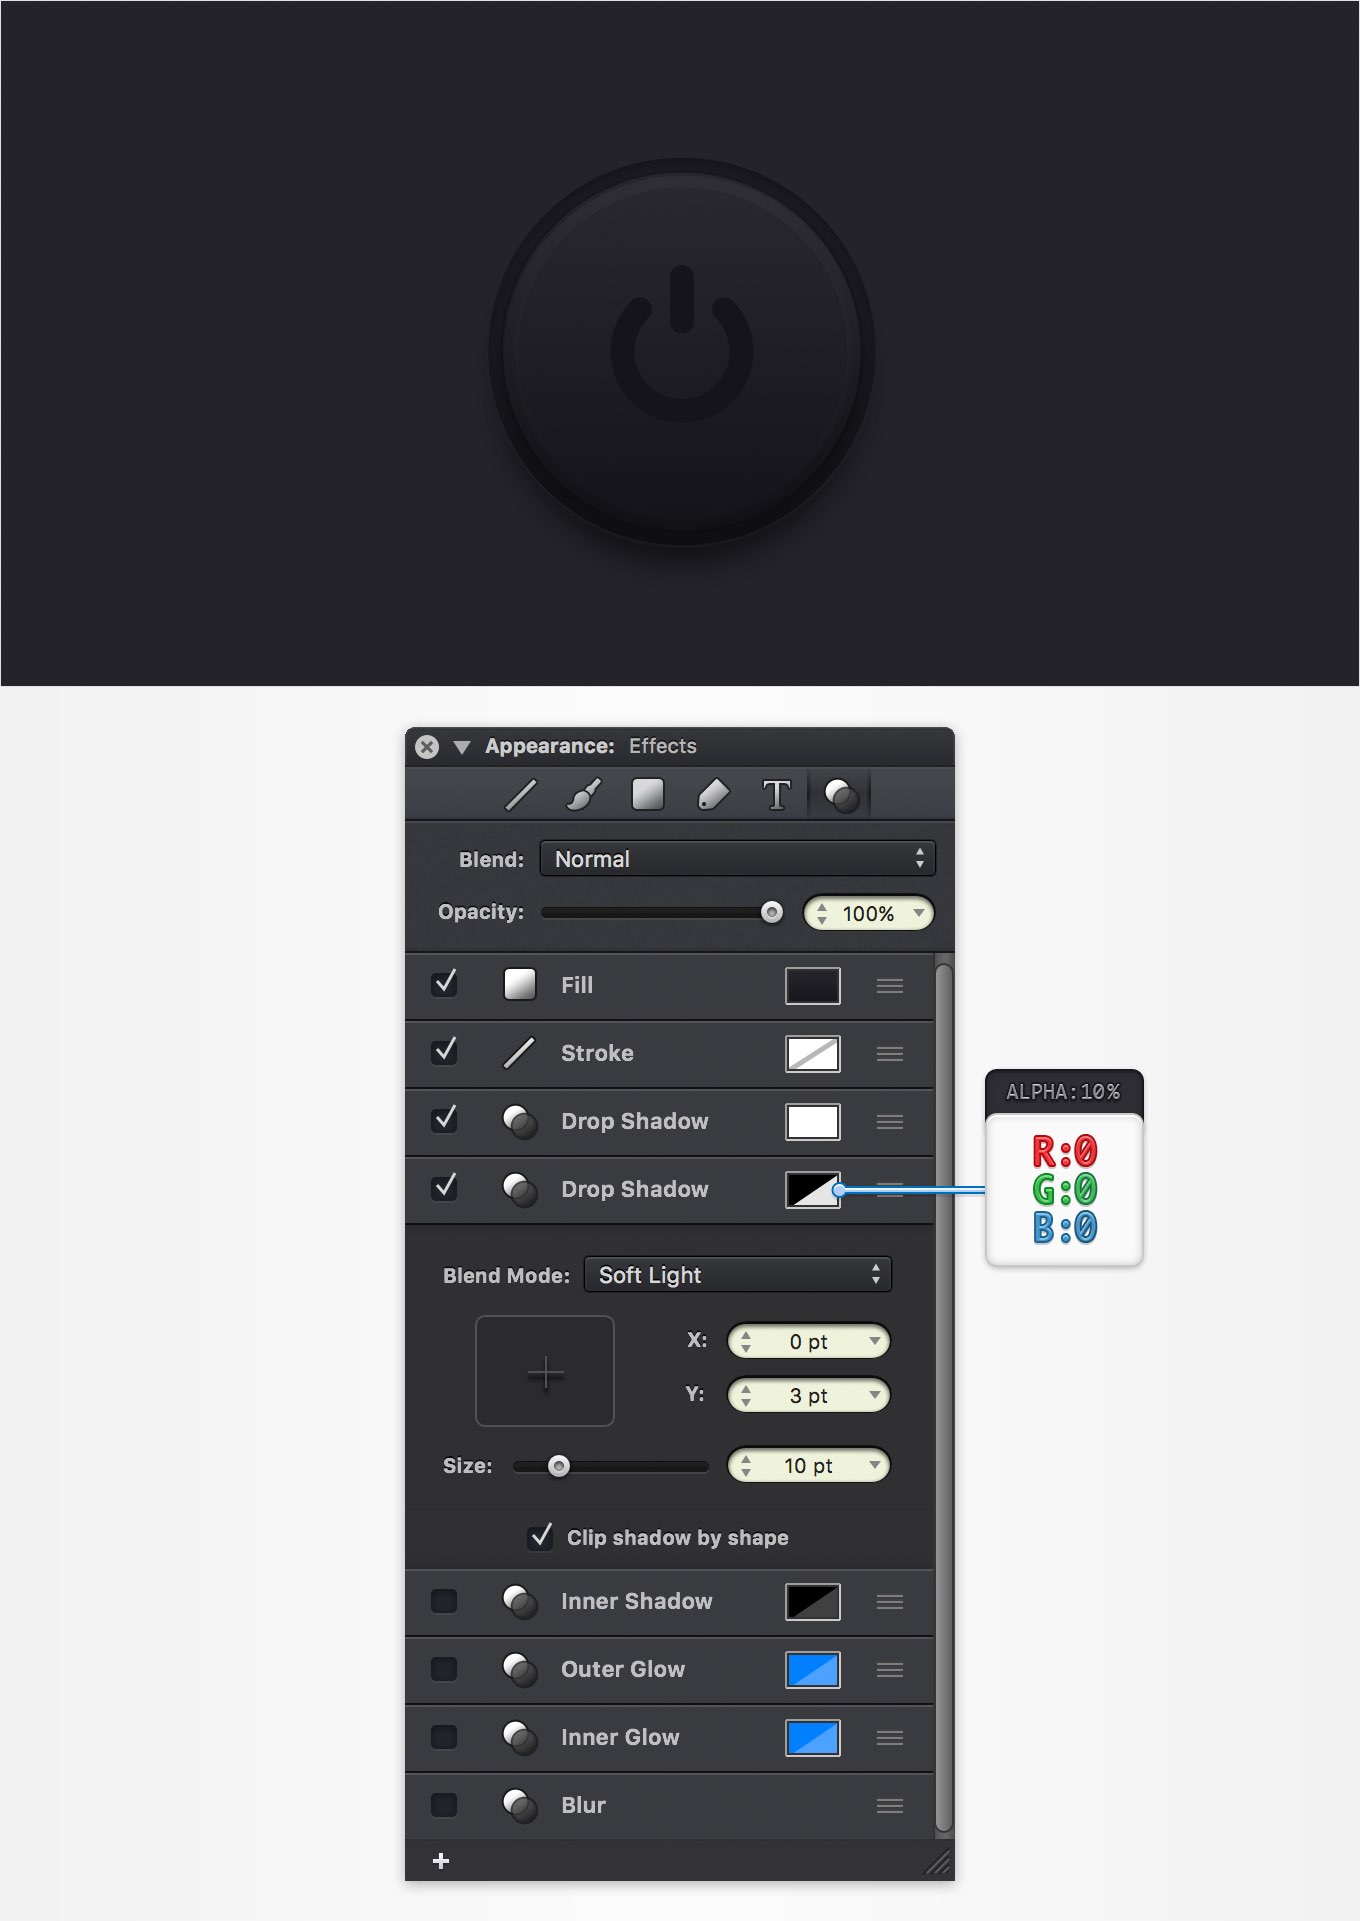 Appearance: Effects
T
Blend: Normal
Opacity: 100%
Fill
Stroke
Drop Shadow
Drop Shadow
ALPHA:10%
R:0
G:0
B:0
Blend Mode: Soft Light
X: 0 pt
Y: 3 pt
Size: 10 pt
Clip shadow by shape
Inner Shadow
Outer Glow
Inner Glow
Blur